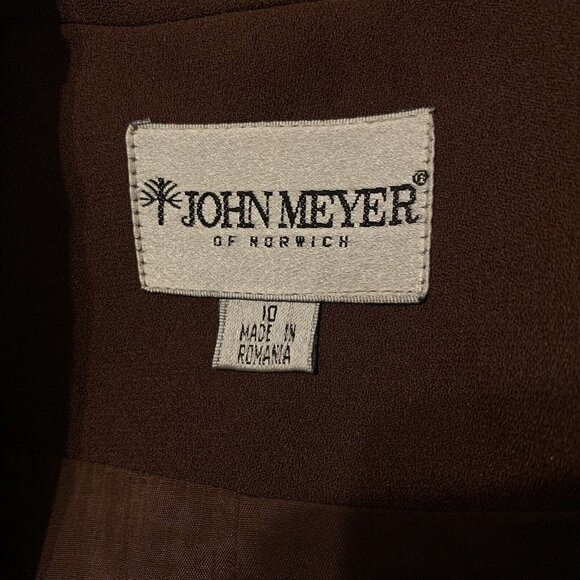 JOHN MEYER®
OF NORWICH
10
MADE IN
ROMANIA